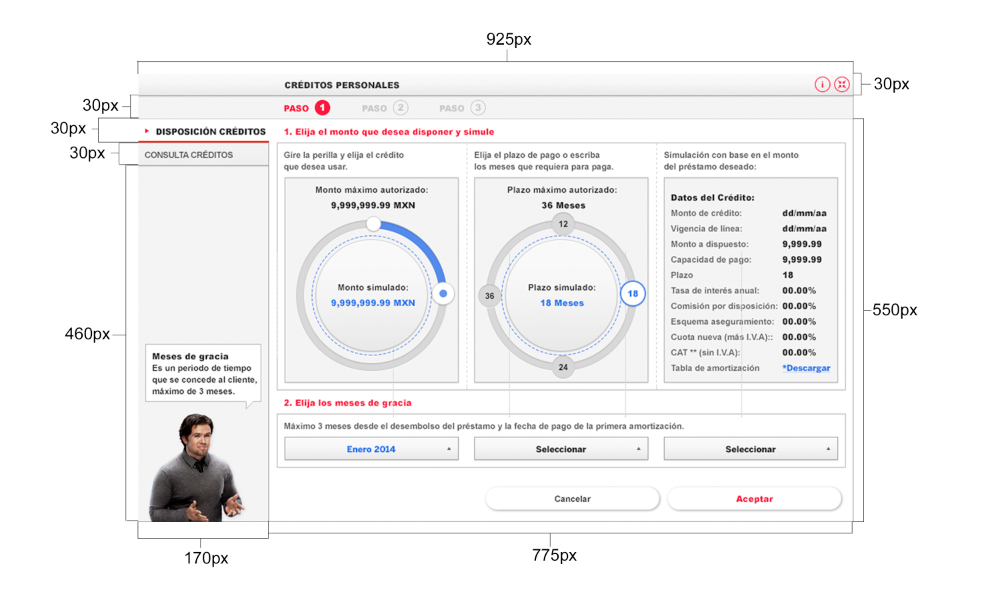 925px
CRÉDITOS PERSONALES
i
30px
30px
PASO 1
PASO 2
PASO 3
30px
DISPOSICIÓN CRÉDITOS
1. Elija el monto que desea disponer y simule
30px
CONSULTA CRÉDITOS
Gire la perilla y elija el crédito
que desea usar.
Monto máximo autorizado:
9,999,999.99 MXN
Monto simulado:
9,999,999.99 MXN
Elija el plazo de pago o escriba
los meses que requiera para paga.
Plazo máximo autorizado:
36 Meses
12
36
Plazo simulado:
18 Meses
18
24
Simulación con base en el monto
del préstamo deseado:
Datos del Crédito:
Monto de crédito: dd/mm/aa
Vigencia de línea: dd/mm/aa
Monto a dispuesto: 9,999.99
Capacidad de pago: 9,999.99
Plazo 18
Tasa de interés anual: 00.00%
Comisión por disposición: 00.00%
Esquema aseguramiento: 00.00%
Cuota nueva (más I.V.A):: 00.00%
CAT ** (sin I.V.A): 00.00%
Tabla de amortización *Descargar
550px
460px
Meses de gracia
Es un periodo de tiempo
que se concede al cliente,
máximo de 3 meses.
2. Elija los meses de gracia
Máximo 3 meses desde el desembolso del préstamo y la fecha de pago de la primera amortización.
Enero 2014
Seleccionar
Seleccionar
Cancelar
Aceptar
170px
775px